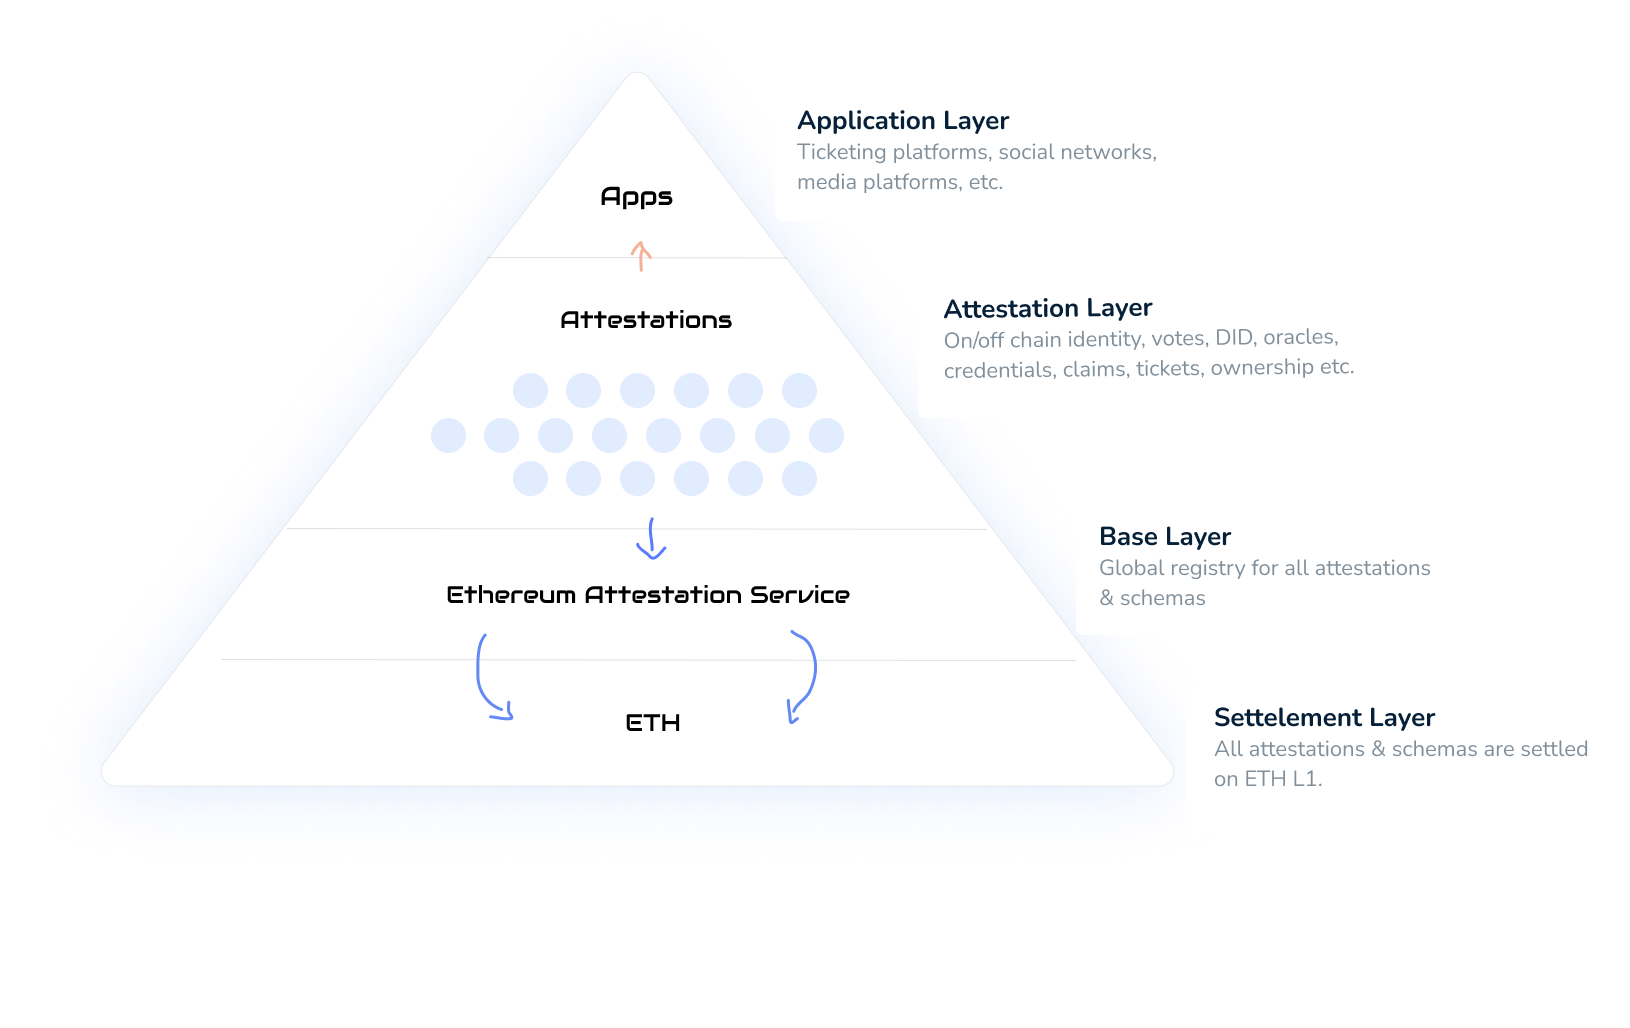 Application Layer
Ticketing platforms, social networks,
media platforms, etc.
Apps
Attestation Layer
On/off chain identity, votes, DID, oracles,
credentials, claims, tickets, ownership etc.
Attestations
Base Layer
Global registry for all attestations
& schemas
Ethereum Attestation Service
Settelement Layer
All attestations & schemas are settled
on ETH L1.
ETH